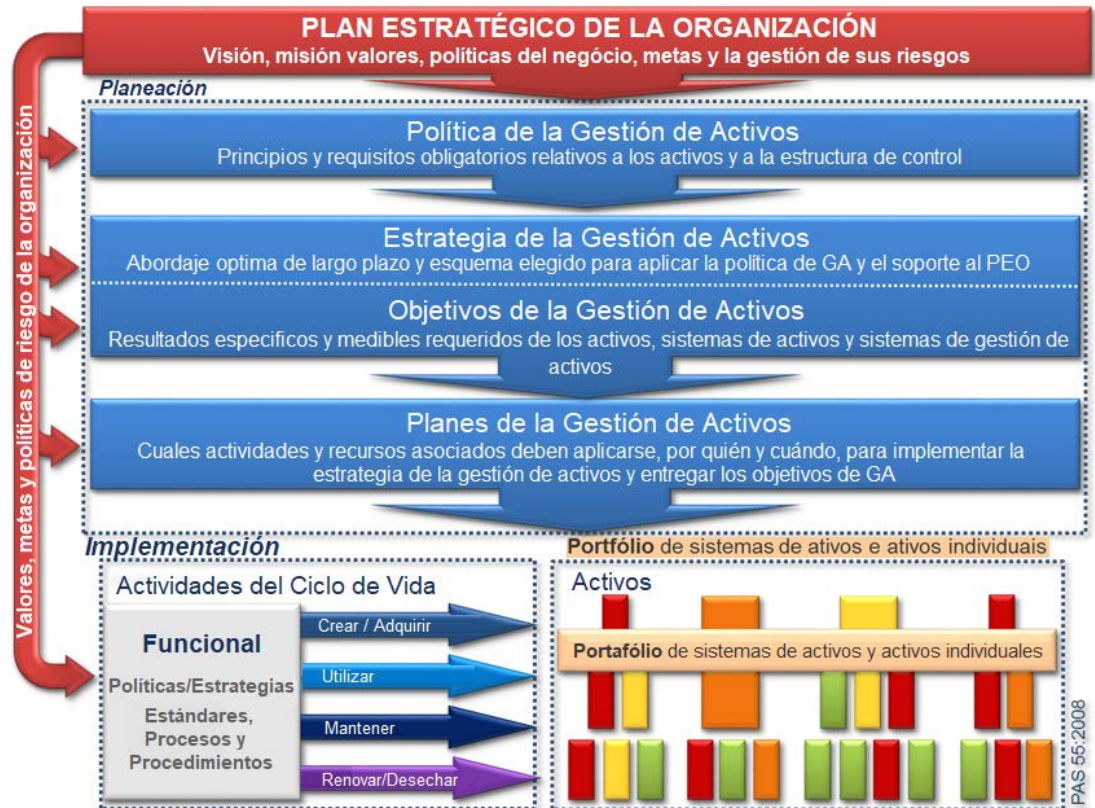 PLAN ESTRATÉGICO DE LA ORGANIZACIÓN
Visión, misión valores, políticas del negócio, metas y la gestión de sus riesgos
Valores, metas y políticas de riesgo de la organización
Planeación
Política de la Gestión de Activos
Principios y requisitos obligatorios relativos a los activos y a la estructura de control
Estrategia de la Gestión de Activos
Abordaje optima de largo plazo y esquema elegido para aplicar la política de GA y el soporte al PEO
Objetivos de la Gestión de Activos
Resultados especificos y medibles requeridos de los activos, sistemas de activos y sistemas de gestión de
activos
Planes de la Gestión de Activos
Cuales actividades y recursos asociados deben aplicarse, por quién y cuándo, para implementar la
estrategia de la gestión de activos y entregar los objetivos de GA
Implementación
Actividades del Ciclo de Vida
Funcional
Políticas/Estrategias
Estándares,
Procesos y
Procedimientos
Crear / Adquirir
Utilizar
Mantener
Renovar/Desechar
Portfólio de sistemas de ativos e ativos individuais
Activos
Portafólio de sistemas de activos y activos individuales
PAS 55:2008